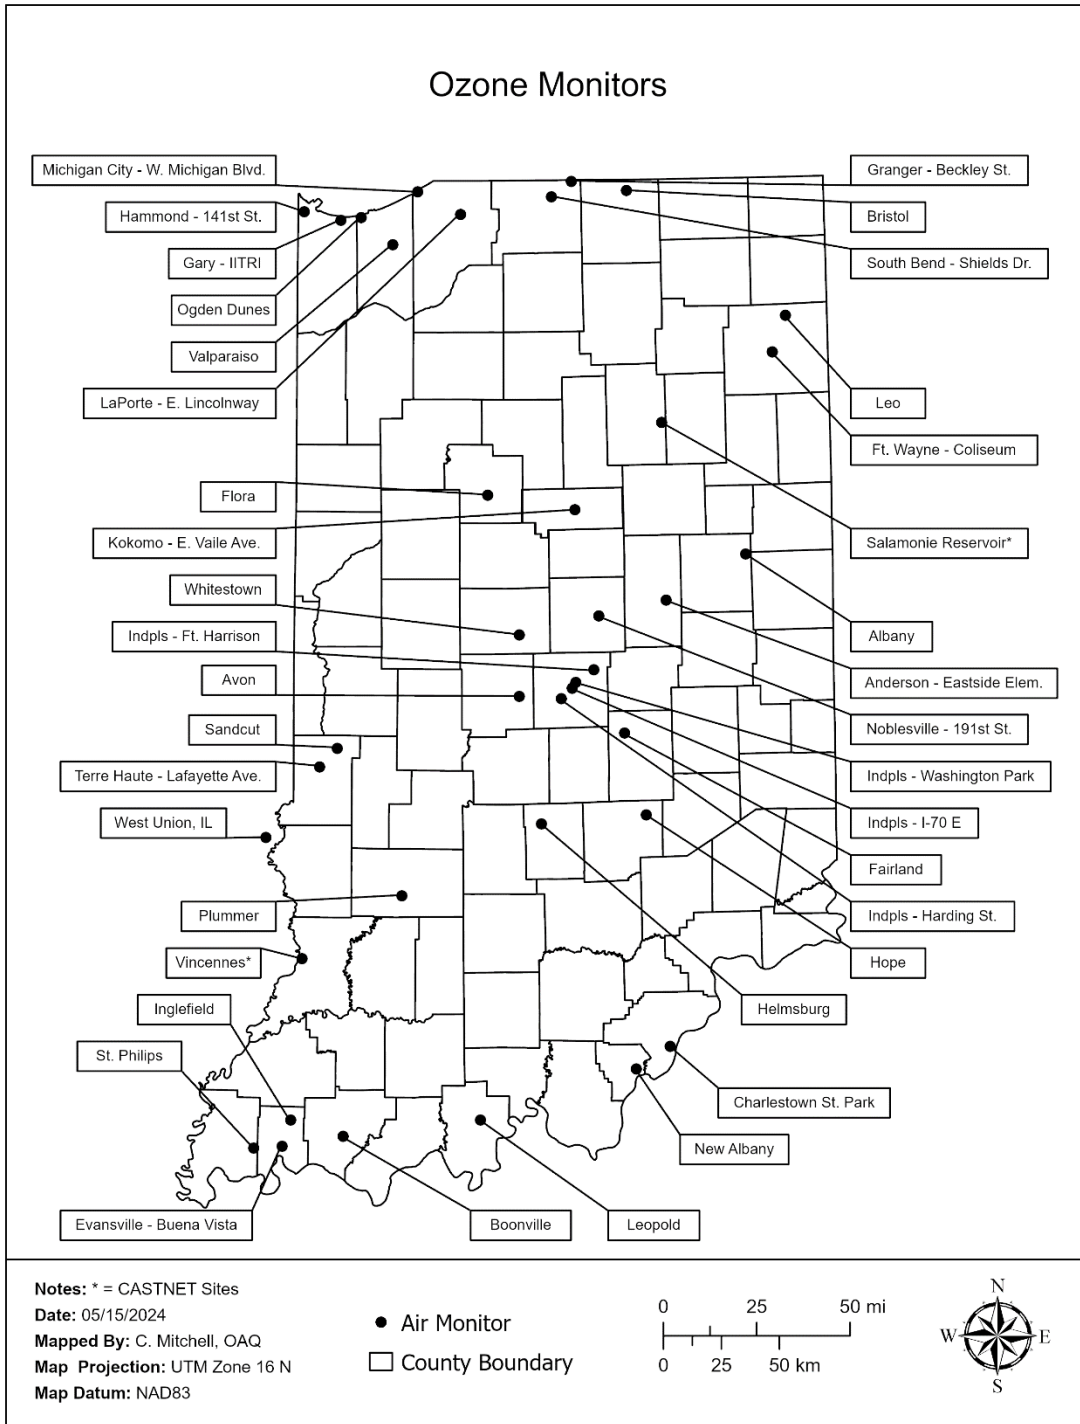 Ozone Monitors
Michigan City - W. Michigan Blvd.
Granger - Beckley St.
Hammond - 141st St.
Bristol
Gary - IITRI
South Bend - Shields Dr.
Ogden Dunes
Valparaiso
LaPorte - E. Lincolnway
Leo
Ft. Wayne - Coliseum
Flora
Kokomo - E. Vaile Ave.
Salamonie Reservoir*
Whitestown
Indpls - Ft. Harrison
Albany
Avon
Anderson - Eastside Elem.
Sandcut
Noblesville - 191st St.
Terre Haute - Lafayette Ave.
Indpls - Washington Park
West Union, IL
Indpls - I-70 E
Fairland
Plummer
Indpls - Harding St.
Vincennes*
Hope
Inglefield
Helmsburg
St. Philips
Charlestown St. Park
New Albany
Evansville - Buena Vista
Boonville
Leopold
Notes: * = CASTNET Sites
Date: 05/15/2024
Mapped By: C. Mitchell, OAQ
Map Projection: UTM Zone 16 N
Map Datum: NAD83
Air Monitor
County Boundary
0 25 50 mi
0 25 50 km
N
W E
S